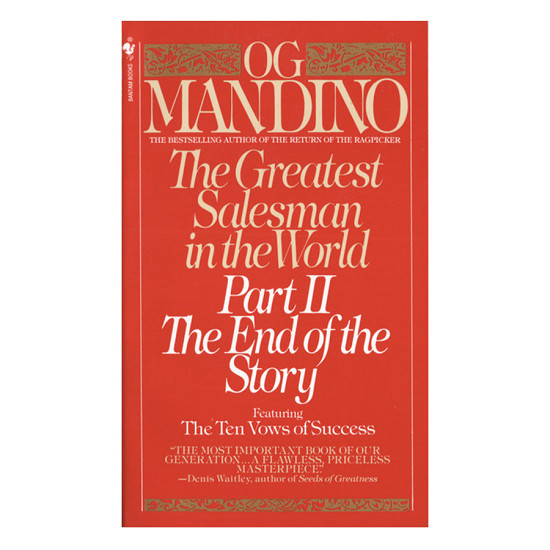 BANTAM BOOKS
OG
MANDINO
THE BESTSELLING AUTHOR OF THE RETURN OF THE RAGPICKER
The Greatest
Salesman
in the World
Part II
The End of the
Story
Featuring
The Ten Vows of Success
“THE MOST IMPORTANT BOOK OF OUR
GENERATION...A FLAWLESS, PRICELESS
MASTERPIECE!”
—Denis Waitley, author of Seeds of Greatness